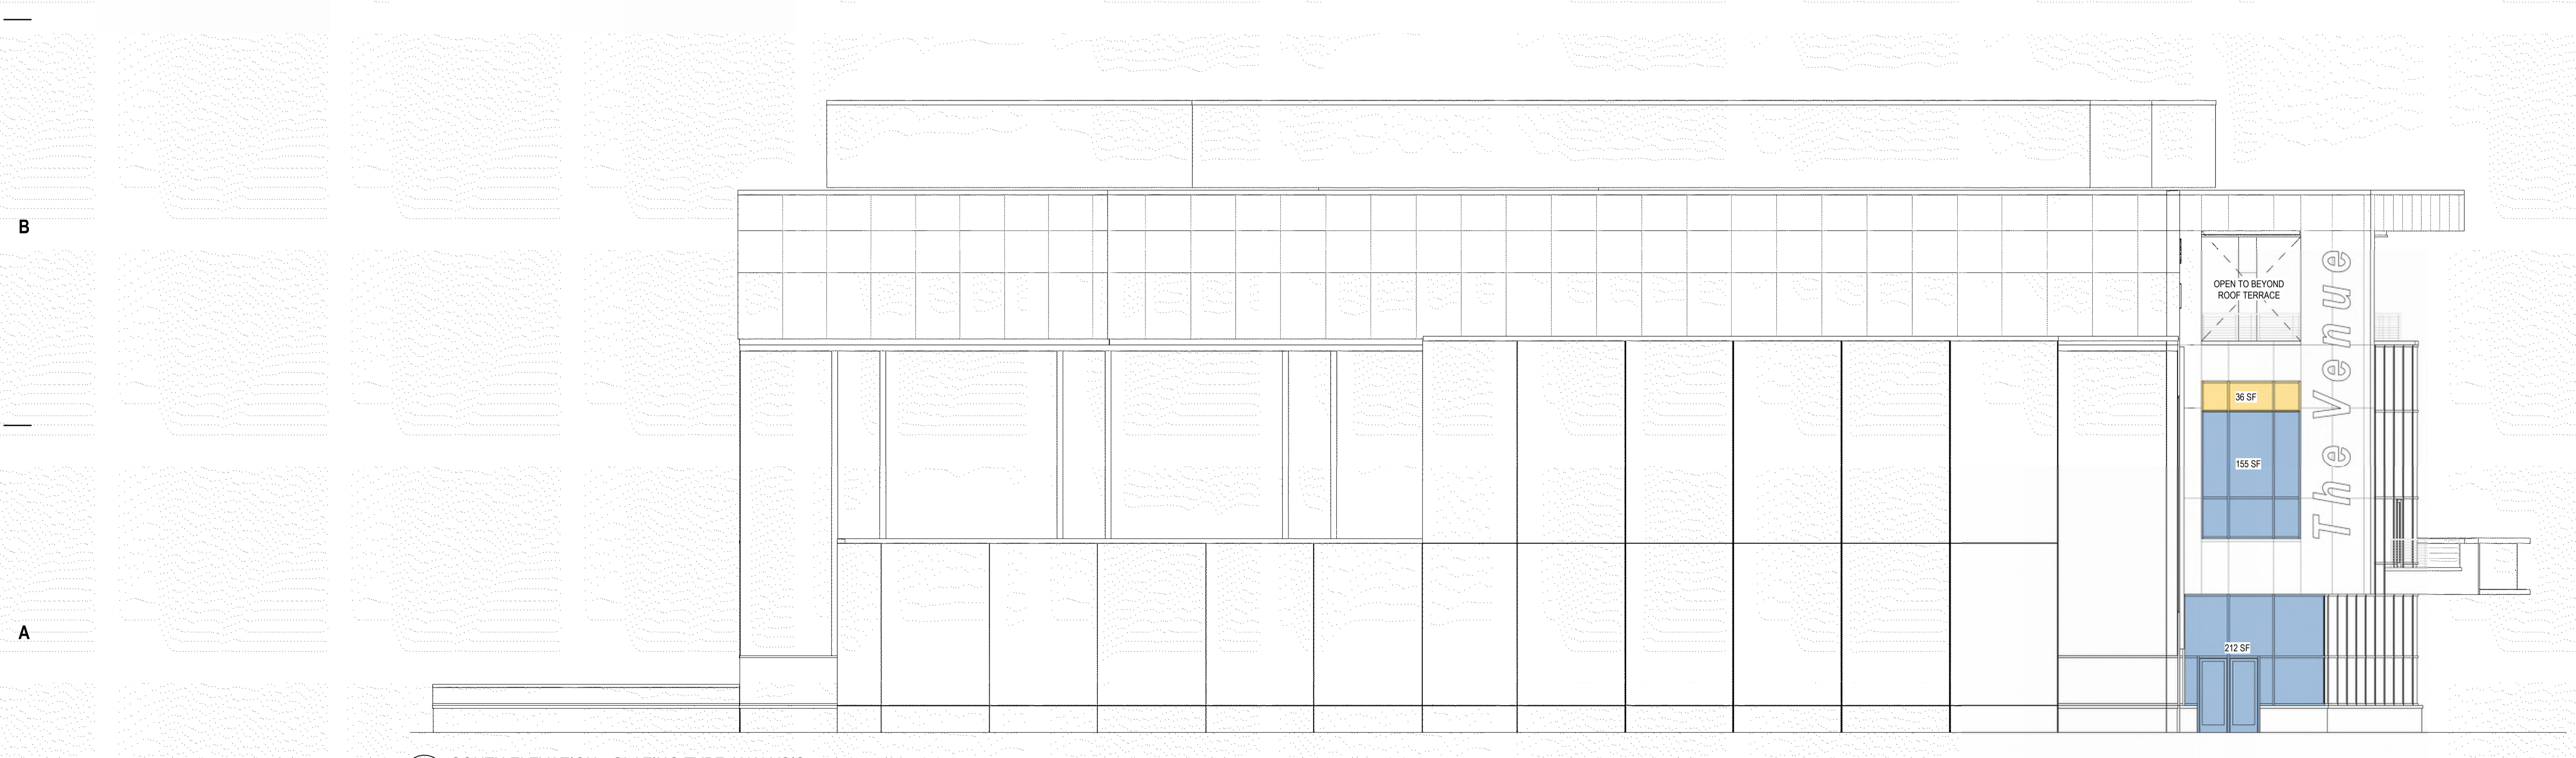 B
OPEN TO BEYOND
ROOF TERRACE
The Venue
36 SF
155 SF
A
212 SF